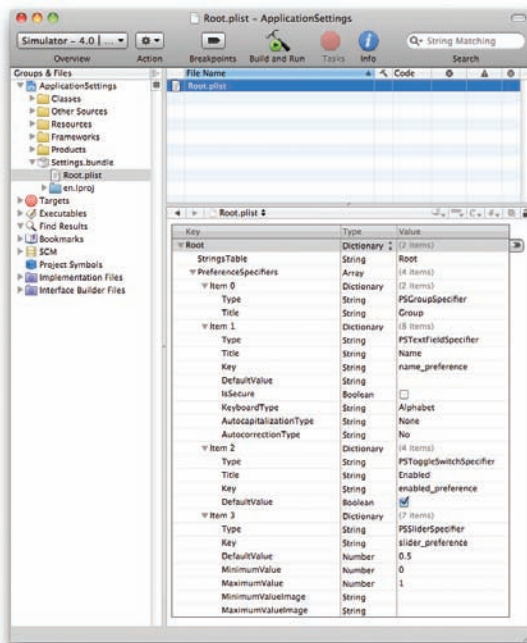 Root.plist – ApplicationSettings
Simulator - 4.0 | ...
String Matching
Overview Action Breakpoints Build and Run Tasks Info Search
Groups & Files
File Name Code
ApplicationSettings
Root.plist
Classes
Other Sources
Resources
Frameworks
Products
Settings.bundle
Root.plist
en.lproj
Targets
Executables
Find Results
Bookmarks
SCM
Project Symbols
Implementation Files
Interface Builder Files
Root.plist
Key Type Value
Root Dictionary (2 items)
StringsTable String Root
PreferenceSpecifiers Array (4 items)
Item 0 Dictionary (2 items)
Type String PSGroupSpecifier
Title String Group
Item 1 Dictionary (8 items)
Type String PSTextFieldSpecifier
Title String Name
Key String name_preference
DefaultValue String
IsSecure Boolean
KeyboardType String Alphabet
AutocapitalizationType String None
AutocorrectionType String No
Item 2 Dictionary (4 items)
Type String PSToggleSwitchSpecifier
Title String Enabled
Key String enabled_preference
DefaultValue Boolean
Item 3 Dictionary (7 items)
Type String PSSliderSpecifier
Key String slider_preference
DefaultValue Number 0.5
MinimumValue Number 0
MaximumValue Number 1
MinimumValueImage String
MaximumValueImage String